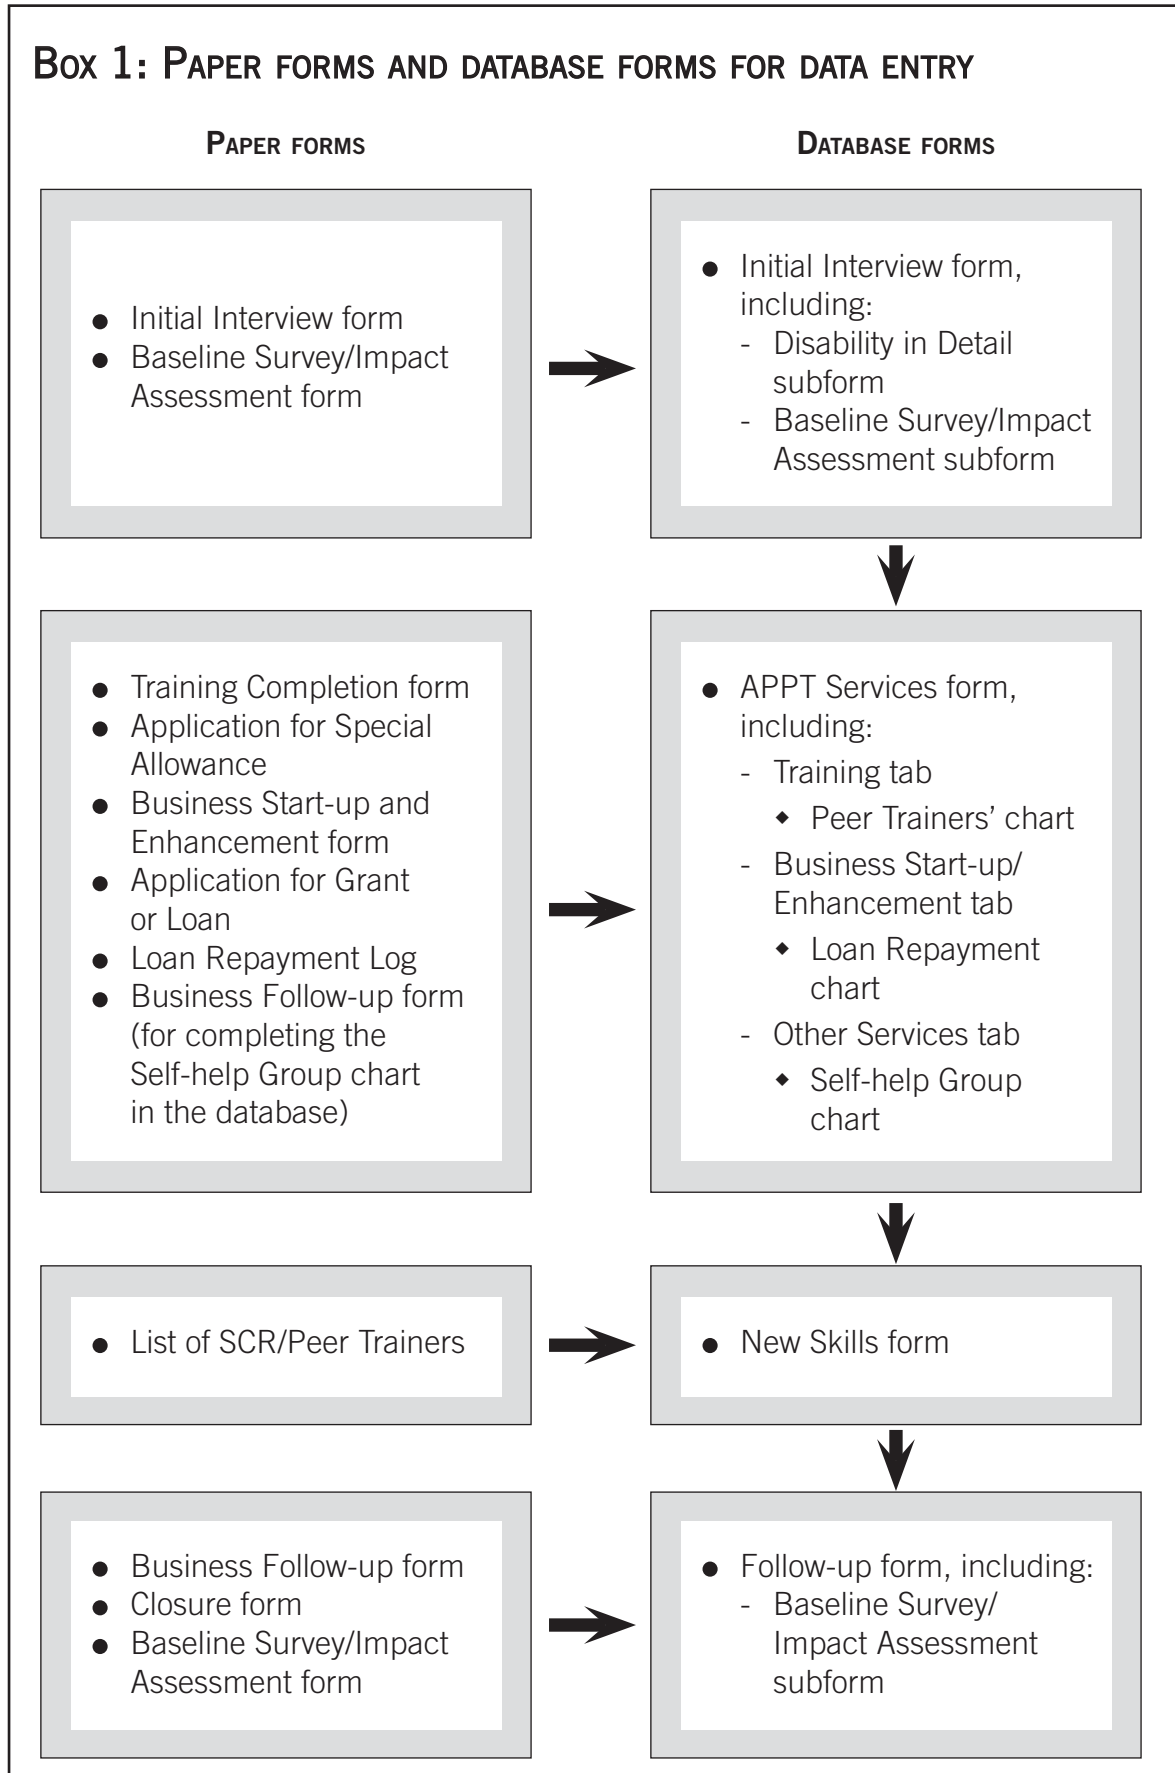 BOX 1: PAPER FORMS AND DATABASE FORMS FOR DATA ENTRY
PAPER FORMS
DATABASE FORMS
● Initial Interview form
● Baseline Survey/Impact
Assessment form
● Initial Interview form,
including:
- Disability in Detail
subform
- Baseline Survey/Impact
Assessment subform
● Training Completion form
● Application for Special
Allowance
● Business Start-up and
Enhancement form
● Application for Grant
or Loan
● Loan Repayment Log
● Business Follow-up form
(for completing the
Self-help Group chart
in the database)
● APPT Services form,
including:
- Training tab
◆ Peer Trainers’ chart
- Business Start-up/
Enhancement tab
◆ Loan Repayment
chart
- Other Services tab
◆ Self-help Group
chart
● List of SCR/Peer Trainers
● New Skills form
● Business Follow-up form
● Closure form
● Baseline Survey/Impact
Assessment form
● Follow-up form, including:
- Baseline Survey/
Impact Assessment
subform